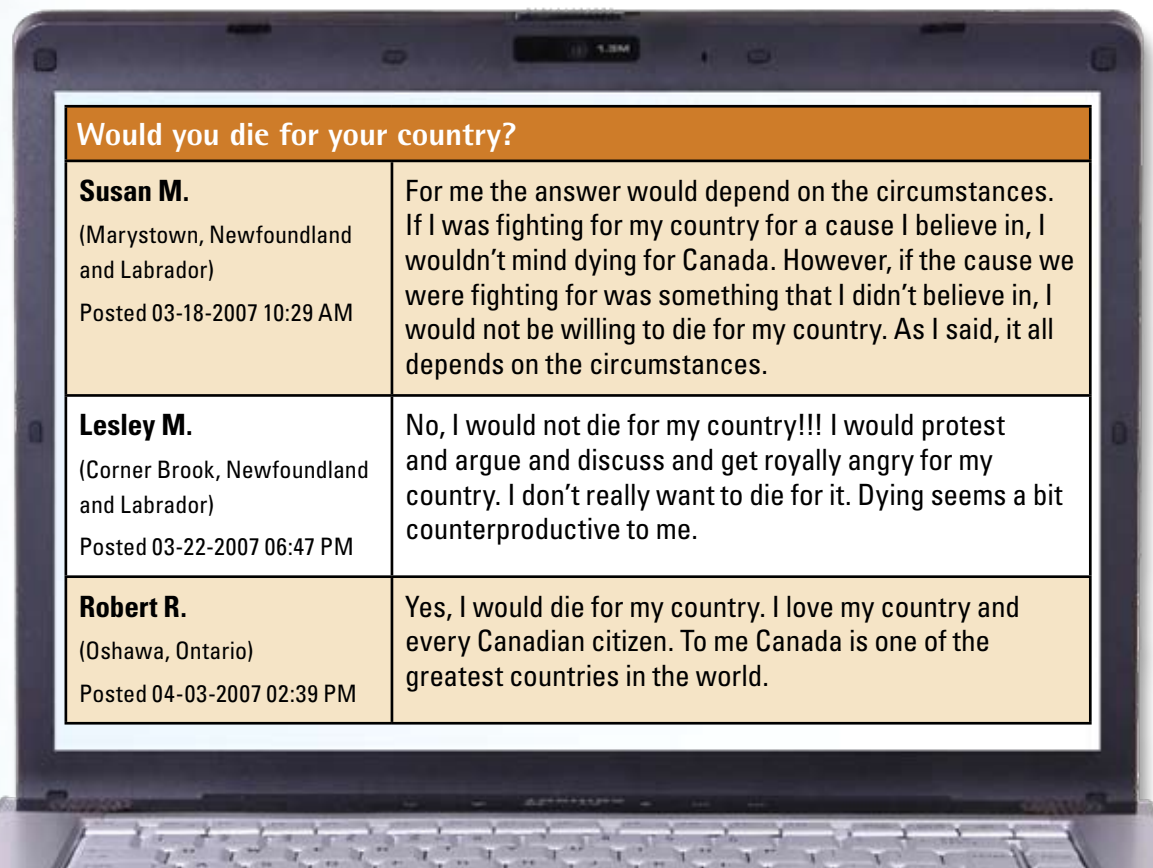 1.3M
Would you die for your country?
Susan M.
(Marystown, Newfoundland
and Labrador)
Posted 03-18-2007 10:29 AM
For me the answer would depend on the circumstances.
If I was fighting for my country for a cause I believe in, I
wouldn’t mind dying for Canada. However, if the cause we
were fighting for was something that I didn’t believe in, I
would not be willing to die for my country. As I said, it all
depends on the circumstances.
Lesley M.
(Corner Brook, Newfoundland
and Labrador)
Posted 03-22-2007 06:47 PM
No, I would not die for my country!!! I would protest
and argue and discuss and get royally angry for my
country. I don’t really want to die for it. Dying seems a bit
counterproductive to me.
Robert R.
(Oshawa, Ontario)
Posted 04-03-2007 02:39 PM
Yes, I would die for my country. I love my country and
every Canadian citizen. To me Canada is one of the
greatest countries in the world.